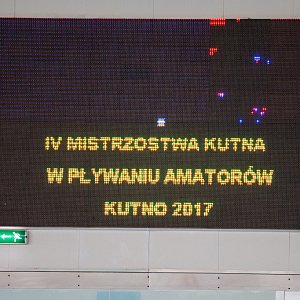 IV MISTRZOSTWA KUTNA
W PŁYWANIU AMATORÓW
KUTNO 2017